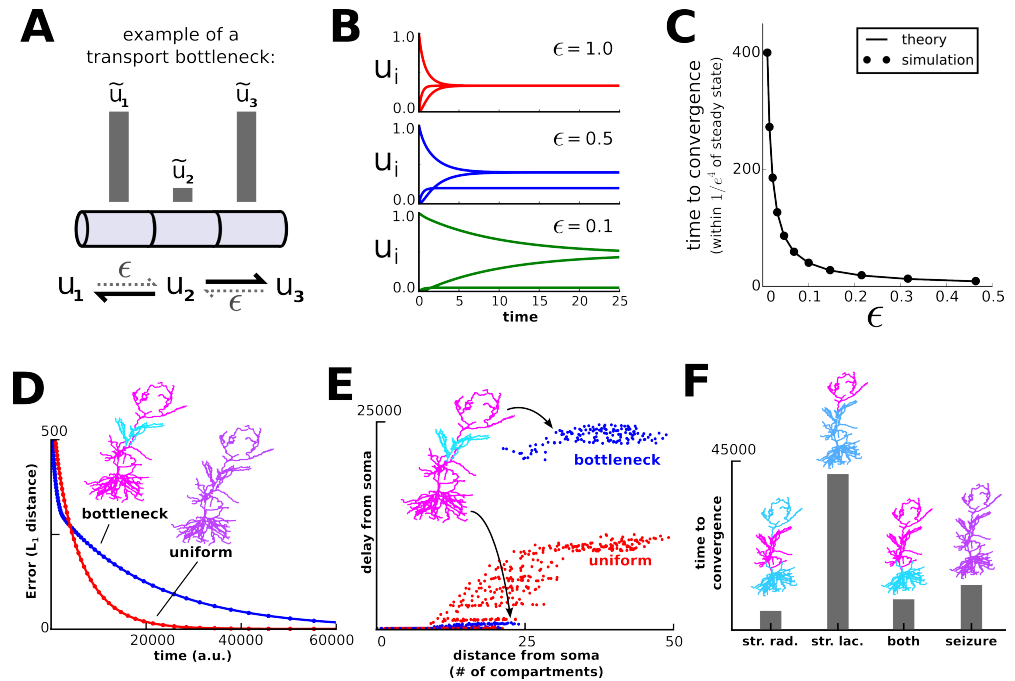 A
example of a
transport bottleneck:
ũ1
ũ2
ũ3
ϵ
u1 u2 u3
ϵ
B
1.0
ui
0.0
ϵ = 1.0
1.0
ui
0.0
ϵ = 0.5
1.0
ui
0.0
ϵ = 0.1
0 5 10 15 20 25
time
C
time to convergence
(within 1/e⁴ of steady state)
400
200
0
theory
simulation
0 0.1 0.2 0.3 0.4 0.5
ϵ
D
500
Error (L₁ distance)
0
bottleneck
uniform
20000 40000 60000
time (a.u.)
E
25000
delay from soma
bottleneck
uniform
0 25 50
distance from soma
(# of compartments)
F
45000
time to
convergence
str. rad. str. lac. both seizure